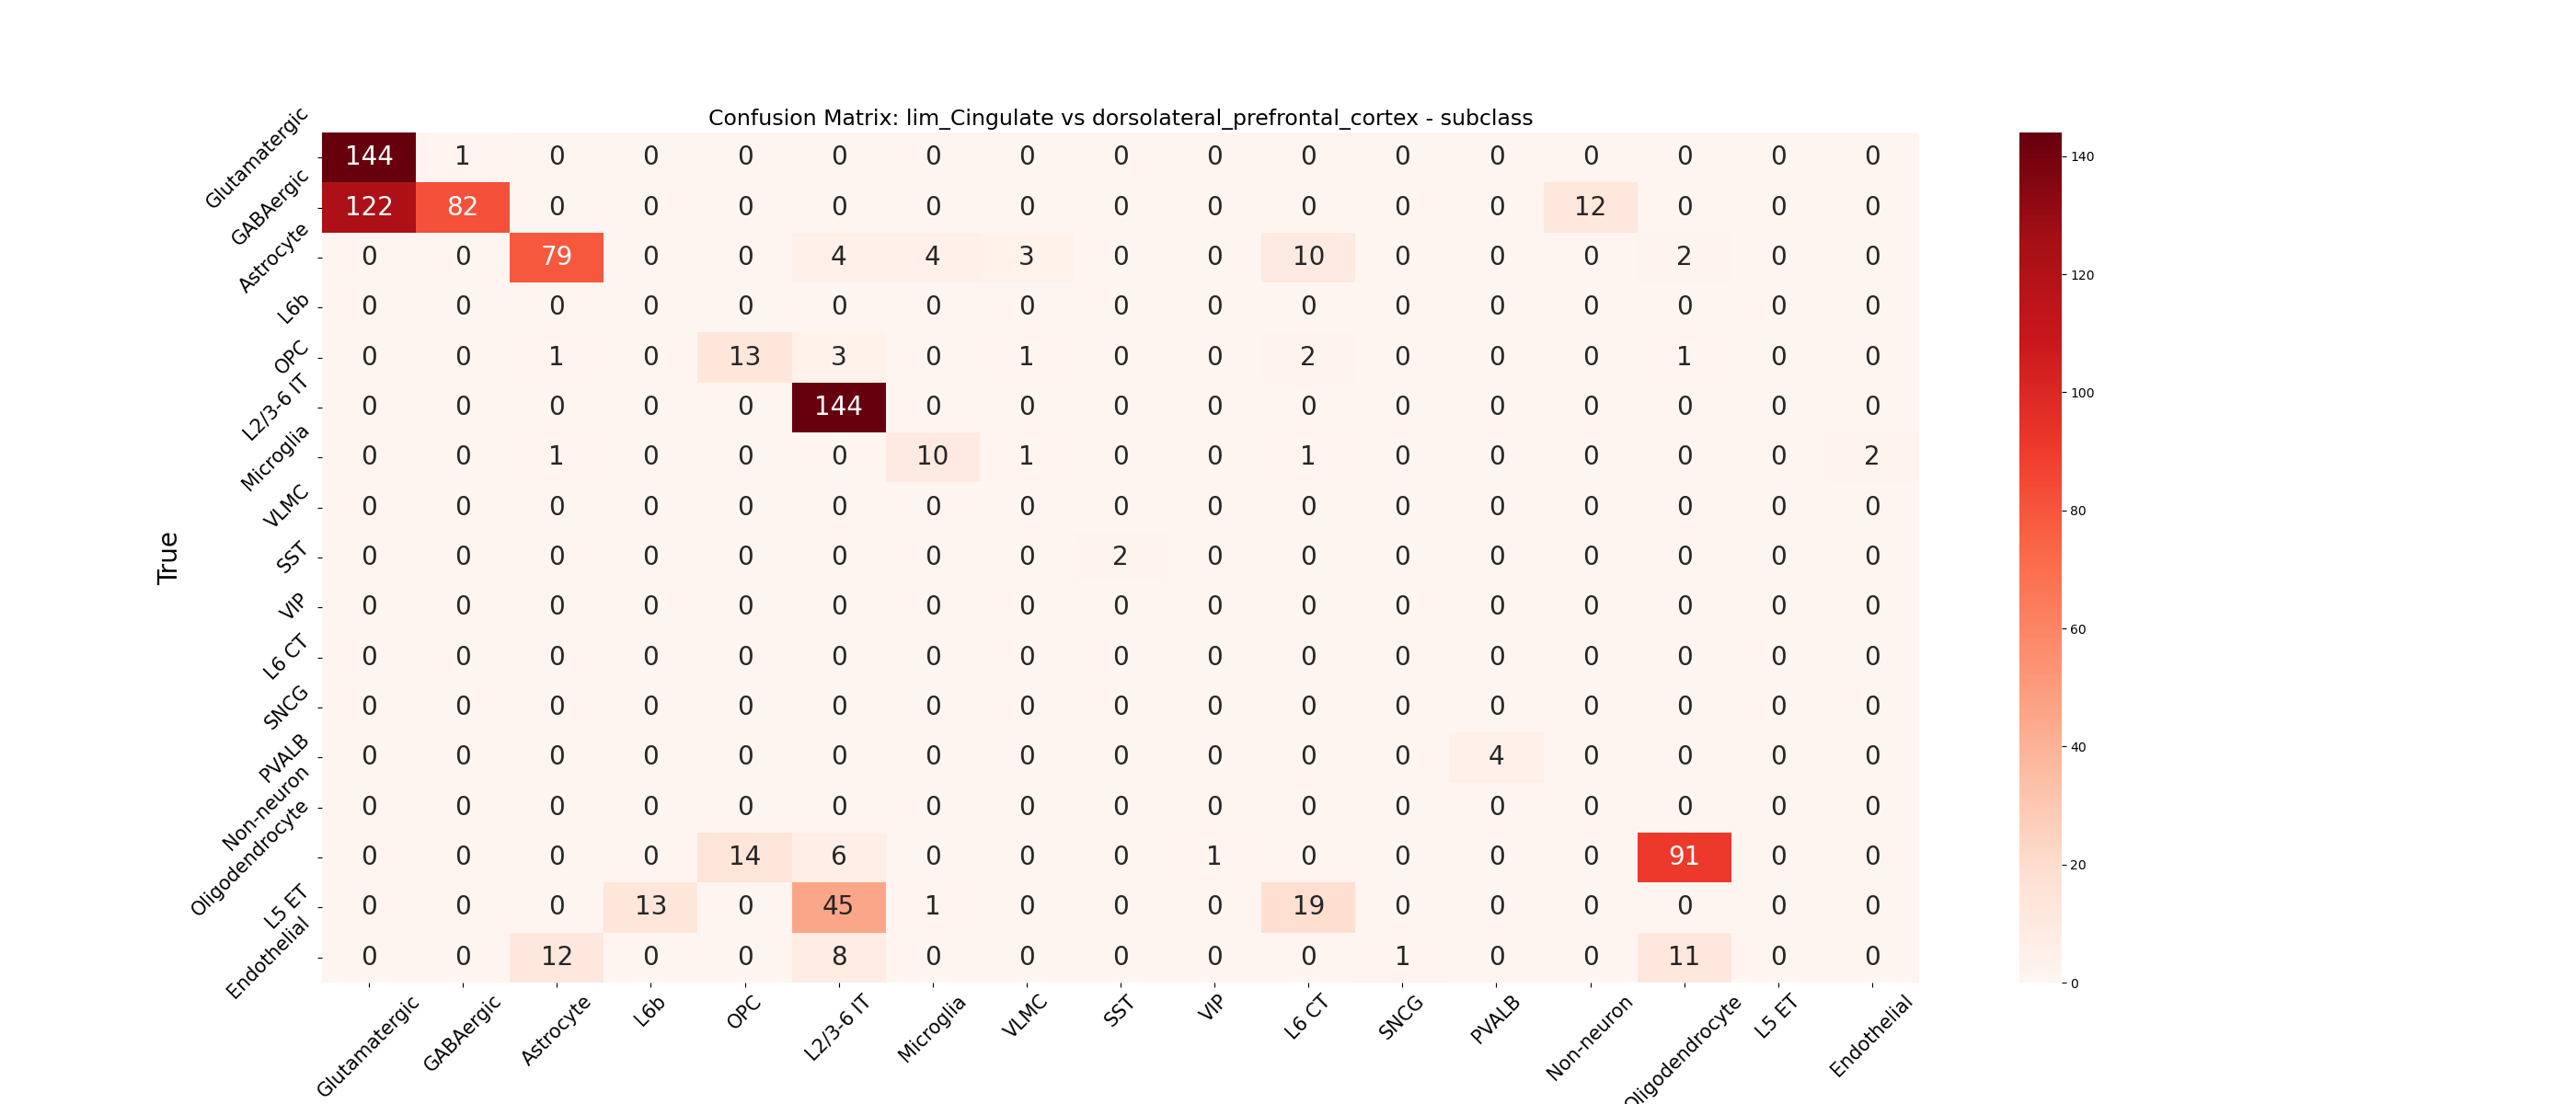 Confusion Matrix: lim_Cingulate vs dorsolateral_prefrontal_cortex - subclass
True
Glutamatergic 144 1 0 0 0 0 0 0 0 0 0 0 0 0 0 0 0
GABAergic 122 82 0 0 0 0 0 0 0 0 0 0 0 12 0 0 0
Astrocyte 0 0 79 0 0 4 4 3 0 0 10 0 0 0 2 0 0
L6b 0 0 0 0 0 0 0 0 0 0 0 0 0 0 0 0 0
OPC 0 0 1 0 13 3 0 1 0 0 2 0 0 0 1 0 0
L2/3-6 IT 0 0 0 0 0 144 0 0 0 0 0 0 0 0 0 0 0
Microglia 0 0 1 0 0 0 10 1 0 0 1 0 0 0 0 0 2
VLMC 0 0 0 0 0 0 0 0 0 0 0 0 0 0 0 0 0
SST 0 0 0 0 0 0 0 0 2 0 0 0 0 0 0 0 0
VIP 0 0 0 0 0 0 0 0 0 0 0 0 0 0 0 0 0
L6 CT 0 0 0 0 0 0 0 0 0 0 0 0 0 0 0 0 0
SNCG 0 0 0 0 0 0 0 0 0 0 0 0 0 0 0 0 0
PVALB 0 0 0 0 0 0 0 0 0 0 0 0 4 0 0 0 0
Non-neuron 0 0 0 0 0 0 0 0 0 0 0 0 0 0 0 0 0
Oligodendrocyte 0 0 0 0 14 6 0 0 0 1 0 0 0 0 91 0 0
L5 ET 0 0 0 13 0 45 1 0 0 0 19 0 0 0 0 0 0
Endothelial 0 0 12 0 0 8 0 0 0 0 0 1 0 0 11 0 0
Glutamatergic GABAergic Astrocyte L6b OPC L2/3-6 IT Microglia VLMC SST VIP L6 CT SNCG PVALB Non-neuron Oligodendrocyte L5 ET Endothelial
140
120
100
80
60
40
20
0